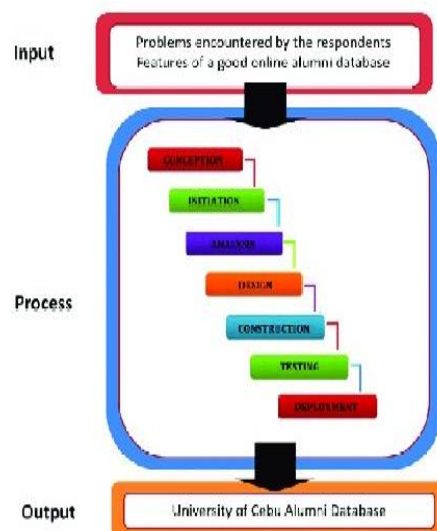 Input
Problems encountered by the respondents
Features of a good online alumni database
Process
CONCEPTION
INITIATION
ANALYSIS
DESIGN
CONSTRUCTION
TESTING
DEPLOYMENT
Output
University of Cebu Alumni Database